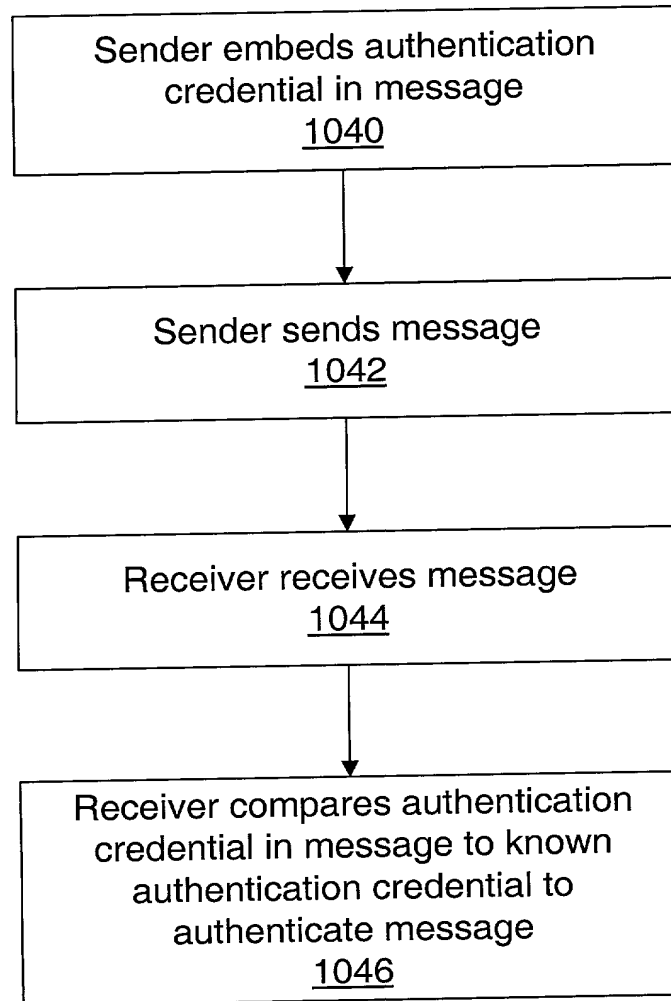 Sender embeds authentication
credential in message
1040
Sender sends message
1042
Receiver receives message
1044
Receiver compares authentication
credential in message to known
authentication credential to
authenticate message
1046